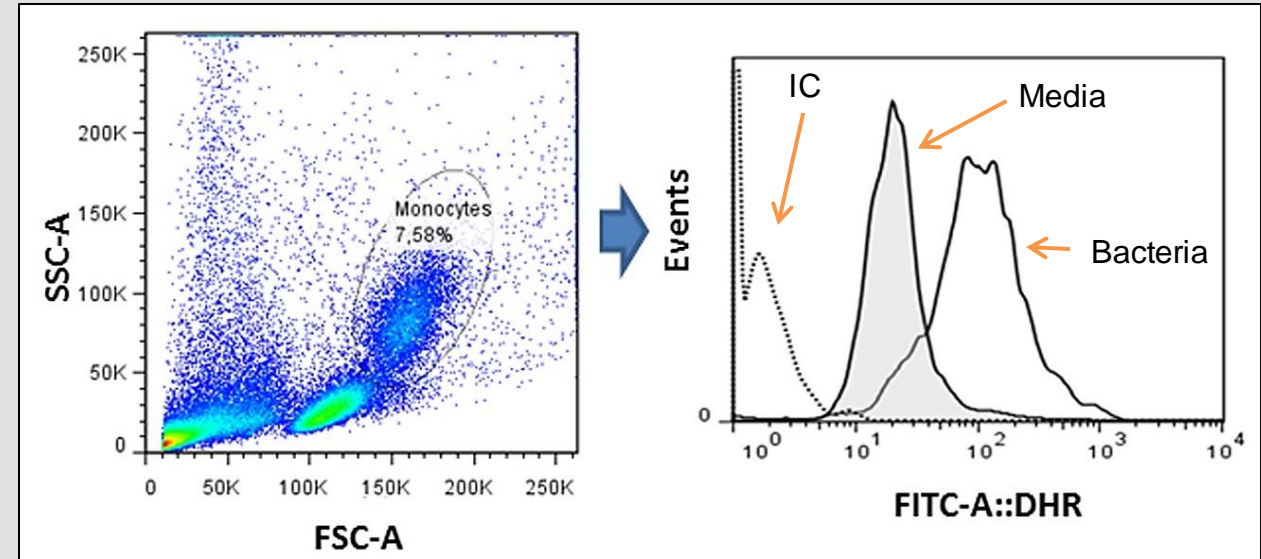 250K
200K
150K
100K
50K
0
SSC-A
Monocytes
7,58%
0 50K 100K 150K 200K 250K
FSC-A
Events
IC
Media
Bacteria
0
10^0 10^1 10^2 10^3 10^4
FITC-A::DHR